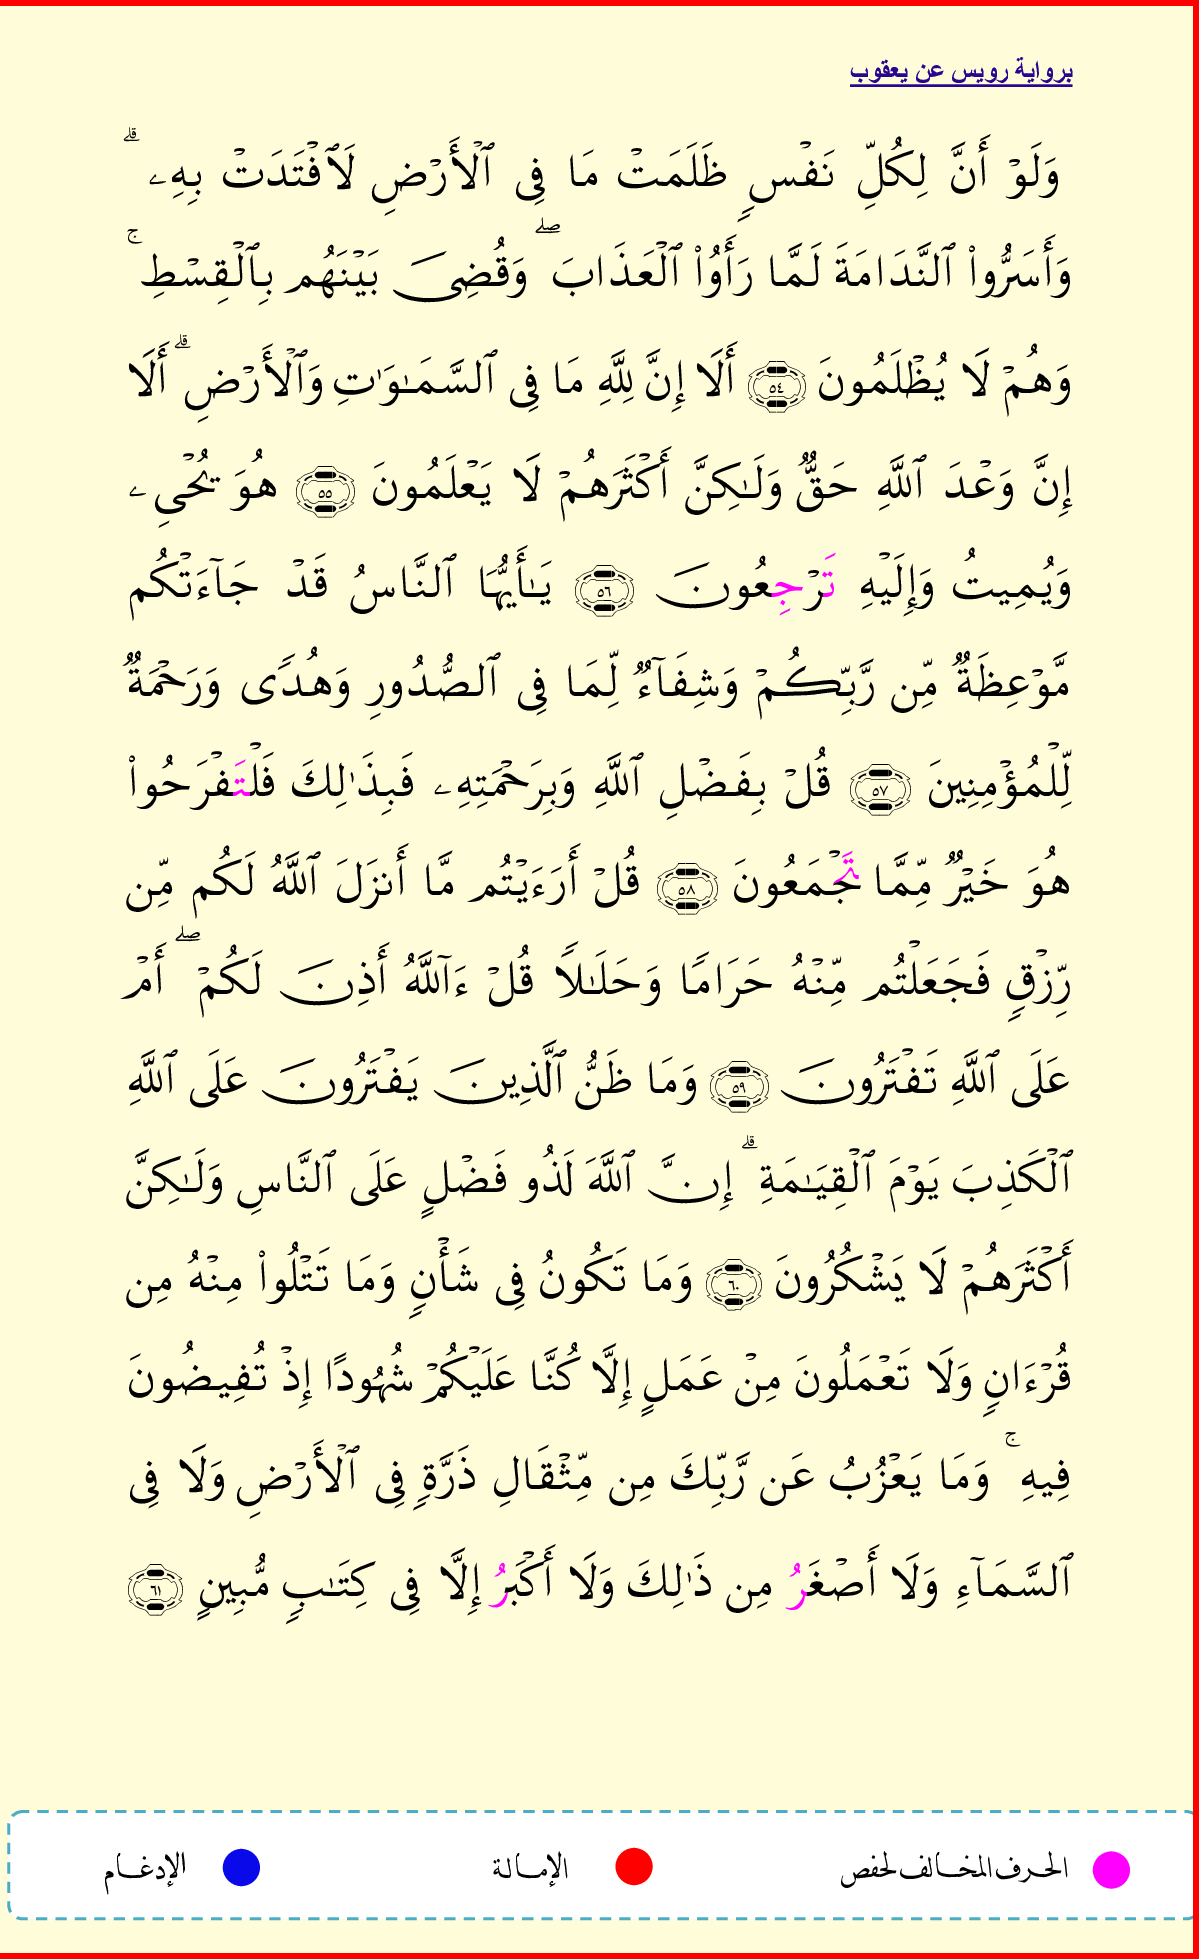 برواية رويس عن يعقوب
وَلَوۡ أَنَّ لِكُلِّ نَفۡسٖ ظَلَمَتۡ مَا فِي ٱلۡأَرۡضِ لَٱفۡتَدَتۡ بِهِۦۗ
وَأَسَرُّواْ ٱلنَّدَامَةَ لَمَّا رَأَوُاْ ٱلۡعَذَابَۖ وَقُضِيَ بَيۡنَهُم بِٱلۡقِسۡطِۚ
وَهُمۡ لَا يُظۡلَمُونَ ٥٤ أَلَا إِنَّ لِلَّهِ مَا فِي ٱلسَّمَٰوَٰتِ وَٱلۡأَرۡضِۗ أَلَا
إِنَّ وَعۡدَ ٱللَّهِ حَقّٞ وَلَٰكِنَّ أَكۡثَرَهُمۡ لَا يَعۡلَمُونَ ٥٥ هُوَ يُحۡيِۦ
وَيُمِيتُ وَإِلَيۡهِ تَرۡجِعُونَ ٥٦ يَٰأَيُّهَا ٱلنَّاسُ قَدۡ جَآءَتۡكُم
مَّوۡعِظَةٞ مِّن رَّبِّكُمۡ وَشِفَآءٞ لِّمَا فِي ٱلصُّدُورِ وَهُدٗى وَرَحۡمَةٞ
لِّلۡمُؤۡمِنِينَ ٥٧ قُلۡ بِفَضۡلِ ٱللَّهِ وَبِرَحۡمَتِهِۦ فَبِذَٰلِكَ فَلۡتَفۡرَحُواْ
هُوَ خَيۡرٞ مِّمَّا تَجۡمَعُونَ ٥٨ قُلۡ أَرَءَيۡتُم مَّا أَنزَلَ ٱللَّهُ لَكُم مِّن
رِّزۡقٖ فَجَعَلۡتُم مِّنۡهُ حَرَامٗا وَحَلَٰلٗا قُلۡ ءَآللَّهُ أَذِنَ لَكُمۡۖ أَمۡ
عَلَى ٱللَّهِ تَفۡتَرُونَ ٥٩ وَمَا ظَنُّ ٱلَّذِينَ يَفۡتَرُونَ عَلَى ٱللَّهِ
ٱلۡكَذِبَ يَوۡمَ ٱلۡقِيَٰمَةِۗ إِنَّ ٱللَّهَ لَذُو فَضۡلٍ عَلَى ٱلنَّاسِ وَلَٰكِنَّ
أَكۡثَرَهُمۡ لَا يَشۡكُرُونَ ٦٠ وَمَا تَكُونُ فِي شَأۡنٖ وَمَا تَتۡلُواْ مِنۡهُ مِن
قُرۡءَانٖ وَلَا تَعۡمَلُونَ مِنۡ عَمَلٍ إِلَّا كُنَّا عَلَيۡكُمۡ شُهُودًا إِذۡ تُفِيضُونَ
فِيهِۚ وَمَا يَعۡزُبُ عَن رَّبِّكَ مِن مِّثۡقَالِ ذَرَّةٖ فِي ٱلۡأَرۡضِ وَلَا فِي
ٱلسَّمَآءِ وَلَا أَصۡغَرُ مِن ذَٰلِكَ وَلَا أَكۡبَرُ إِلَّا فِي كِتَٰبٖ مُّبِينٍ ٦١
الحرف المخالف لحفص الإمالة الإدغام